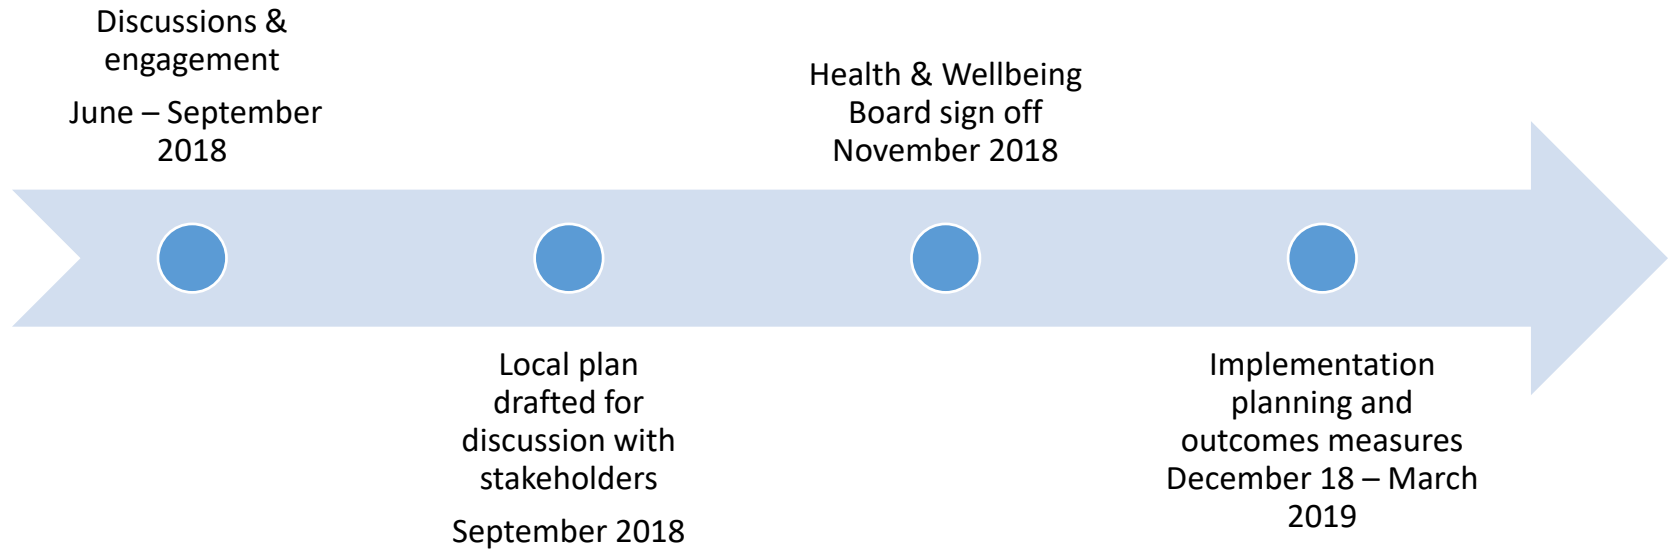 Discussions &
engagement
June – September
2018
Local plan
drafted for
discussion with
stakeholders
September 2018
Health & Wellbeing
Board sign off
November 2018
Implementation
planning and
outcomes measures
December 18 – March
2019